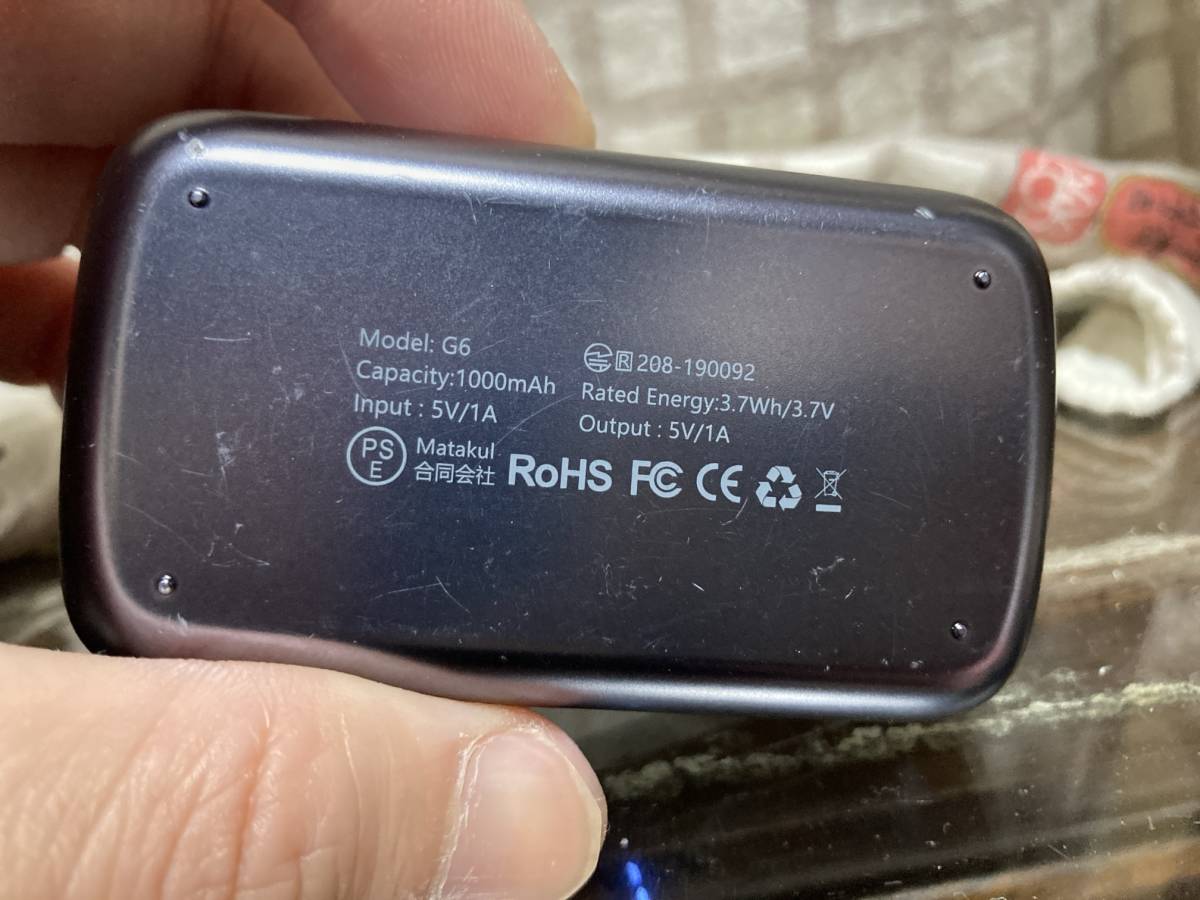 Model: G6
Capacity:1000mAh
Input : 5V/1A
R 208-190092
Rated Energy:3.7Wh/3.7V
Output : 5V/1A
PS
E
Matakul
合同会社
RoHS FC CE